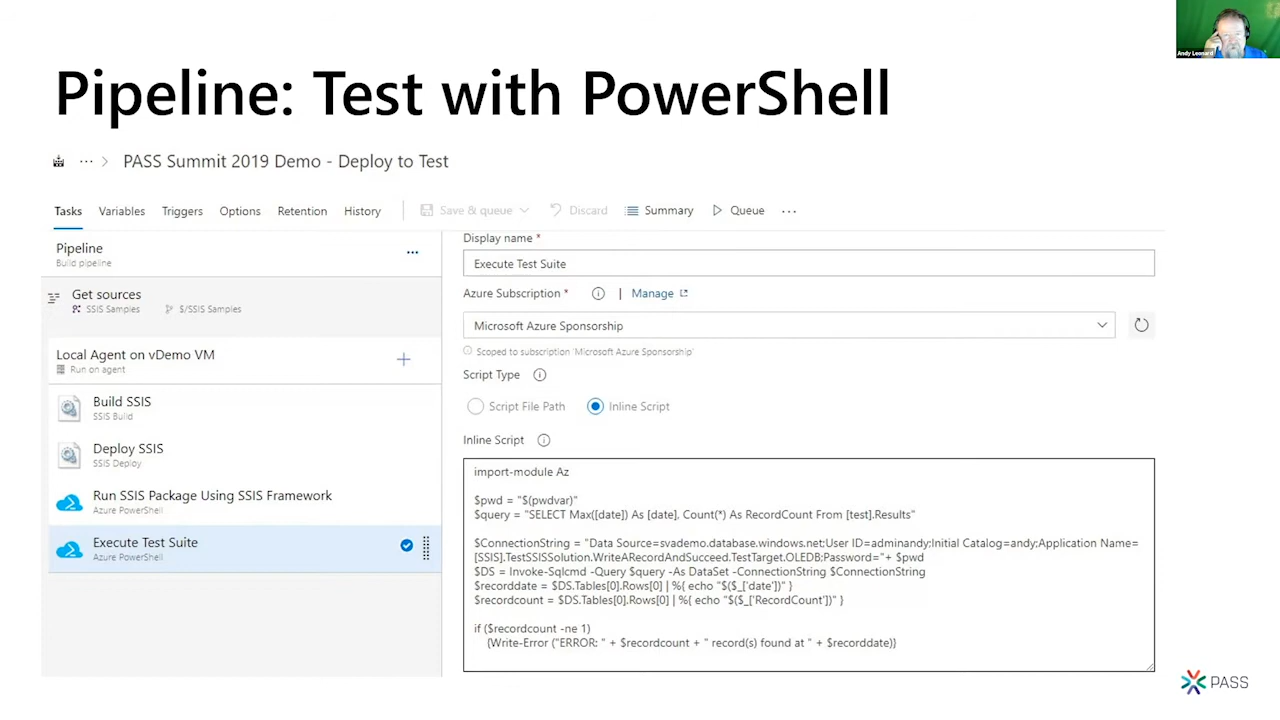 Andy Leonard
Pipeline: Test with PowerShell
... > PASS Summit 2019 Demo - Deploy to Test
Tasks Variables Triggers Options Retention History Save & queue Discard Summary Queue ...
Pipeline ...
Build pipeline
Get sources
SSIS Samples $/SSIS Samples
Local Agent on vDemo VM +
Run on agent
Build SSIS
SSIS Build
Deploy SSIS
SSIS Deploy
Run SSIS Package Using SSIS Framework
Azure PowerShell
Execute Test Suite
Azure PowerShell
Display name *
Execute Test Suite
Azure Subscription * | Manage
Microsoft Azure Sponsorship
Scoped to subscription 'Microsoft Azure Sponsorship'
Script Type
Script File Path Inline Script
Inline Script
import-module Az
$pwd = "$(pwdvar)"
$query = "SELECT Max([date]) As [date], Count(*) As RecordCount From [test].Results"
$ConnectionString = "Data Source=svademo.database.windows.net;User ID=adminandy;Initial Catalog=andy;Application Name=
[SSIS].TestSSISSolution.WriteARecordAndSucceed.TestTarget.OLEDB;Password="+ $pwd
$DS = Invoke-Sqlcmd -Query $query -As DataSet -ConnectionString $ConnectionString
$recorddate = $DS.Tables[0].Rows[0] | %{ echo "$($_['date'])" }
$recordcount = $DS.Tables[0].Rows[0] | %{ echo "$($_['RecordCount'])" }
if ($recordcount -ne 1)
{Write-Error ("ERROR: " + $recordcount + " record(s) found at " + $recorddate)}
PASS